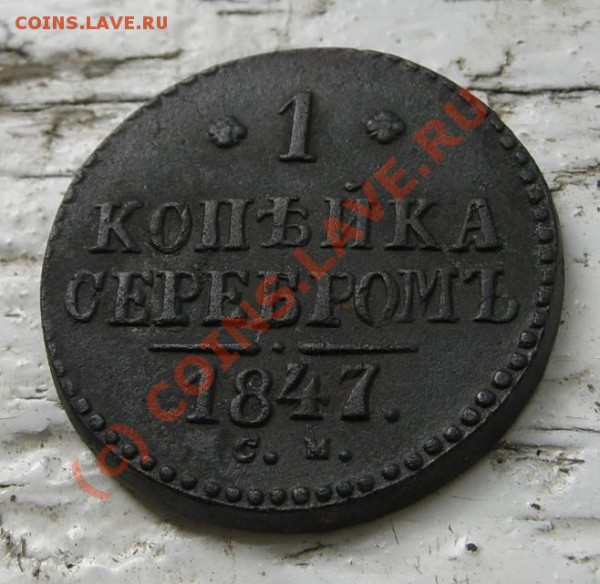 COINS.LAVE.RU
1
КОПѢЙКА
СЕРЕБРОМЪ
1847.
С. М.
(c) COINS.LAVE.RU